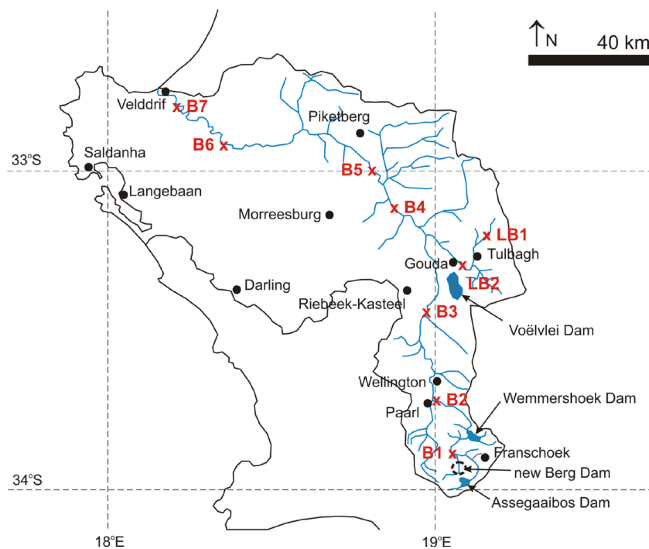 N
40 km
Velddrif
B7
Piketberg
B6
33°S
Saldanha
B5
Langebaan
B4
Morreesburg
LB1
Tulbagh
Gouda
LB2
Darling
Riebeek-Kasteel
B3
Voëlvlei Dam
Wellington
Wemmershoek Dam
B2
Paarl
B1
Franschoek
new Berg Dam
34°S
Assegaaibos Dam
18°E
19°E